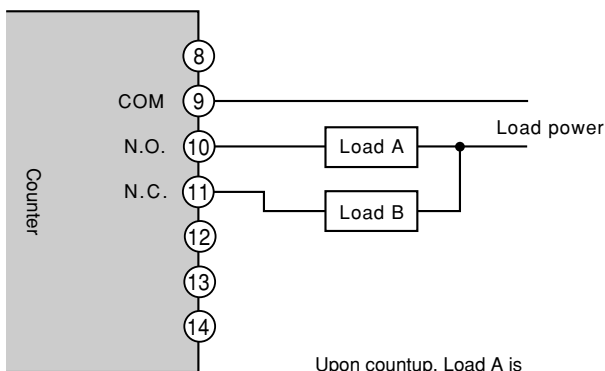 8
COM 9
N.O. 10 Load A Load power
N.C. 11 Load B
Counter
12
13
14
Upon countup, Load A is